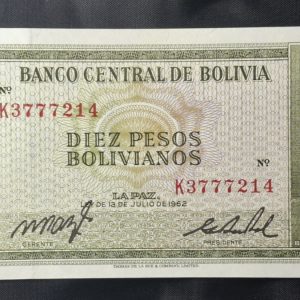 BANCO CENTRAL DE BOLIVIA
Nº
K3777214
DIEZ PESOS
BOLIVIANOS
Nº
K3777214
LA PAZ.
LEY DE 13 DE JULIO DE 1962
GERENTE
PRESIDENTE
THOMAS DE LA RUE & COMPANY, LIMITED.